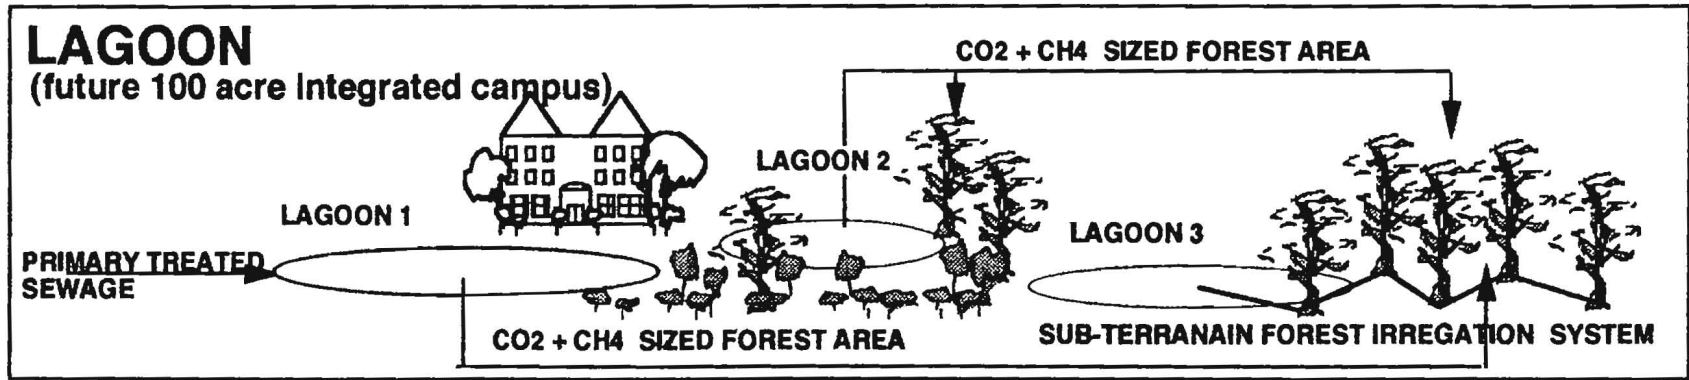 LAGOON
(future 100 acre Integrated campus)
CO2 + CH4 SIZED FOREST AREA
LAGOON 2
LAGOON 1
LAGOON 3
PRIMARY TREATED
SEWAGE
CO2 + CH4 SIZED FOREST AREA
SUB-TERRANAIN FOREST IRREGATION SYSTEM